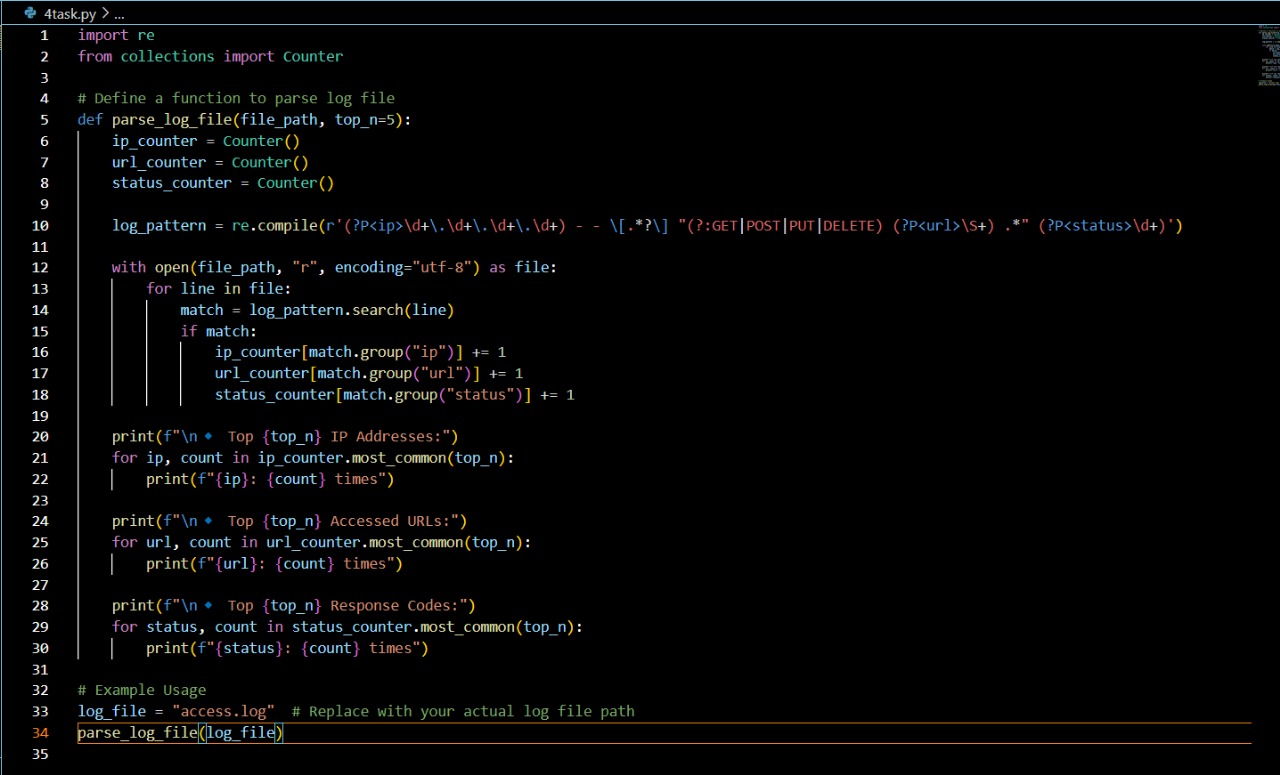 4task.py > ...
1 import re
2 from collections import Counter
3
4 # Define a function to parse log file
5 def parse_log_file(file_path, top_n=5):
6     ip_counter = Counter()
7     url_counter = Counter()
8     status_counter = Counter()
9
10     log_pattern = re.compile(r'(?P<ip>\d+\.\d+\.\d+\.\d+) - - \[.*?\] "(?:GET|POST|PUT|DELETE) (?P<url>\S+) .*" (?P<status>\d+)')
11
12     with open(file_path, "r", encoding="utf-8") as file:
13         for line in file:
14             match = log_pattern.search(line)
15             if match:
16                 ip_counter[match.group("ip")] += 1
17                 url_counter[match.group("url")] += 1
18                 status_counter[match.group("status")] += 1
19
20     print(f"\n🔹 Top {top_n} IP Addresses:")
21     for ip, count in ip_counter.most_common(top_n):
22         print(f"{ip}: {count} times")
23
24     print(f"\n🔹 Top {top_n} Accessed URLs:")
25     for url, count in url_counter.most_common(top_n):
26         print(f"{url}: {count} times")
27
28     print(f"\n🔹 Top {top_n} Response Codes:")
29     for status, count in status_counter.most_common(top_n):
30         print(f"{status}: {count} times")
31
32 # Example Usage
33 log_file = "access.log"  # Replace with your actual log file path
34 parse_log_file(log_file)
35